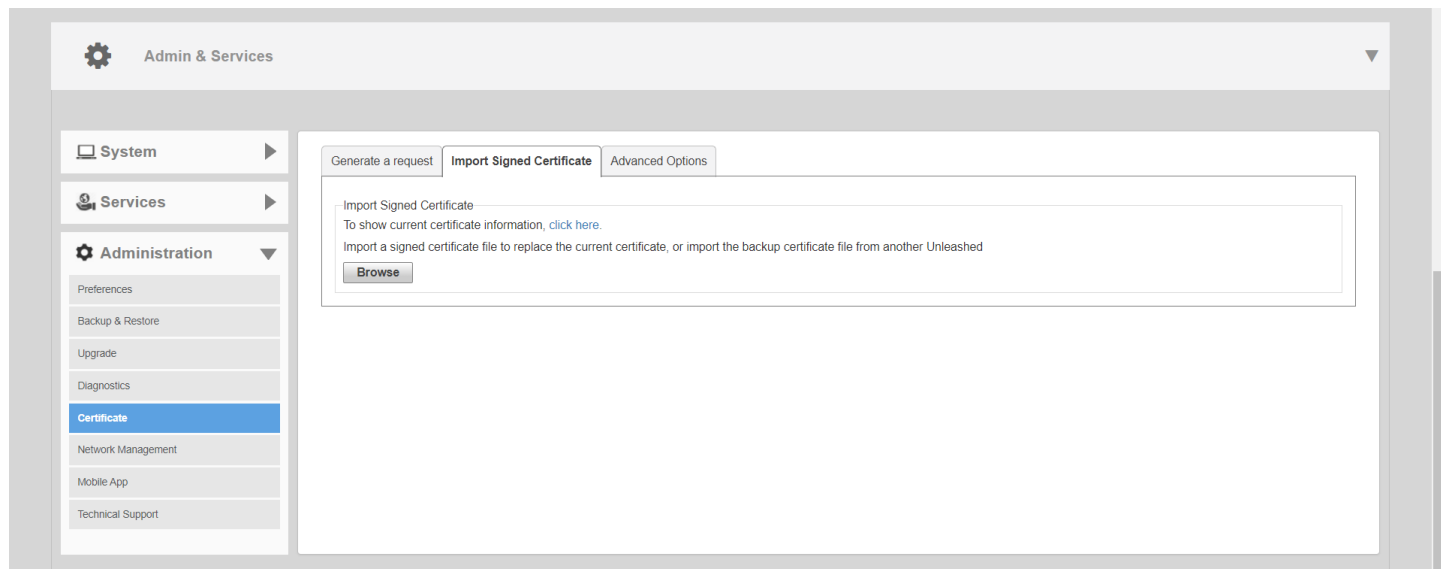 Admin & Services
System
Services
Administration
Preferences
Backup & Restore
Upgrade
Diagnostics
Certificate
Network Management
Mobile App
Technical Support
Generate a request Import Signed Certificate Advanced Options
Import Signed Certificate
To show current certificate information, click here.
Import a signed certificate file to replace the current certificate, or import the backup certificate file from another Unleashed
Browse